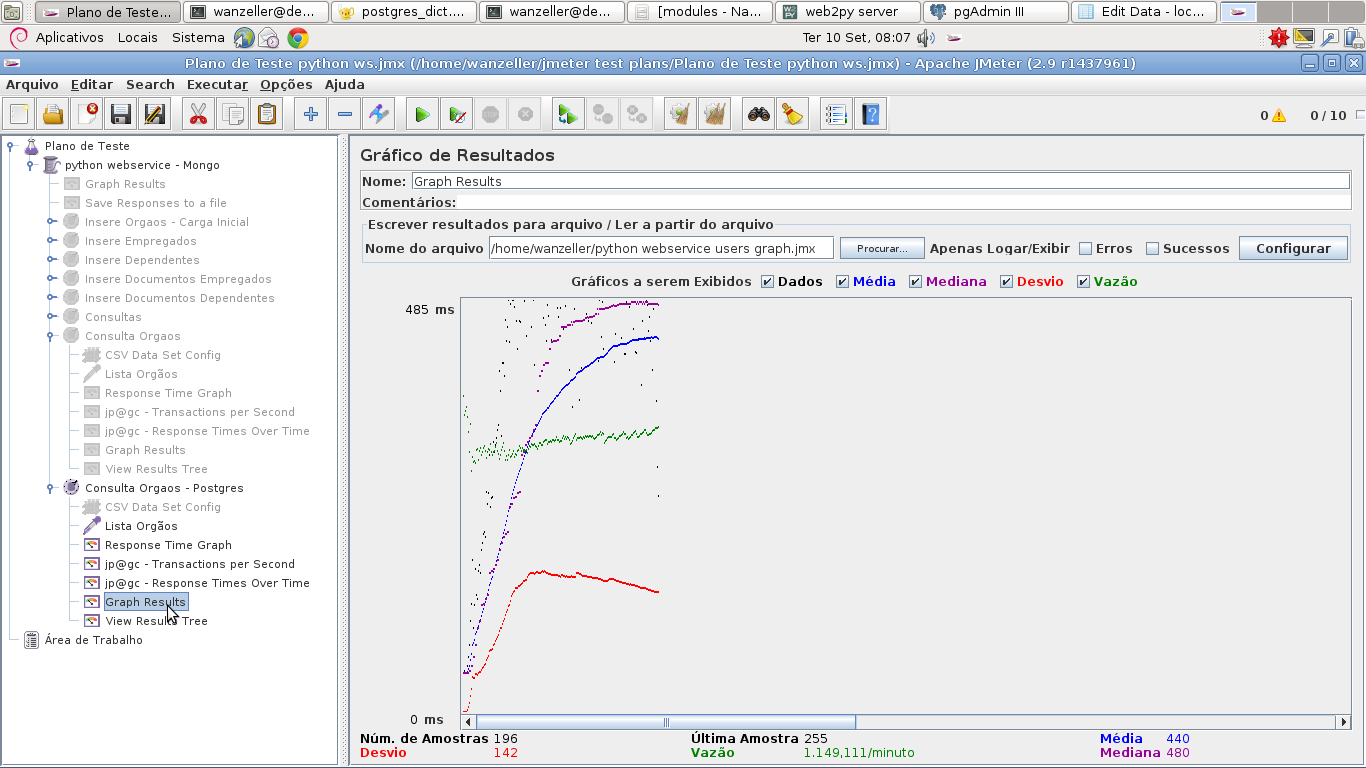 Plano de Teste...
wanzeller@de...
postgres_dict....
wanzeller@de...
[modules - Na...
web2py server
pgAdmin III
Edit Data - loc...
Aplicativos Locais Sistema
Ter 10 Set, 08:07
Plano de Teste python ws.jmx (/home/wanzeller/jmeter test plans/Plano de Teste python ws.jmx) - Apache JMeter (2.9 r1437961)
Arquivo Editar Search Executar Opções Ajuda
0 0 / 10
Plano de Teste
python webservice - Mongo
Graph Results
Save Responses to a file
Insere Orgaos - Carga Inicial
Insere Empregados
Insere Dependentes
Insere Documentos Empregados
Insere Documentos Dependentes
Consultas
Consulta Orgaos
CSV Data Set Config
Lista Orgãos
Response Time Graph
jp@gc - Transactions per Second
jp@gc - Response Times Over Time
Graph Results
View Results Tree
Consulta Orgaos - Postgres
CSV Data Set Config
Lista Orgãos
Response Time Graph
jp@gc - Transactions per Second
jp@gc - Response Times Over Time
Graph Results
View Results Tree
Área de Trabalho
Gráfico de Resultados
Nome: Graph Results
Comentários:
Escrever resultados para arquivo / Ler a partir do arquivo
Nome do arquivo /home/wanzeller/python webservice users graph.jmx Procurar... Apenas Logar/Exibir Erros Sucessos Configurar
Gráficos a serem Exibidos Dados Média Mediana Desvio Vazão
485 ms
0 ms
Núm. de Amostras 196 Última Amostra 255 Média 440
Desvio 142 Vazão 1.149,111/minuto Mediana 480